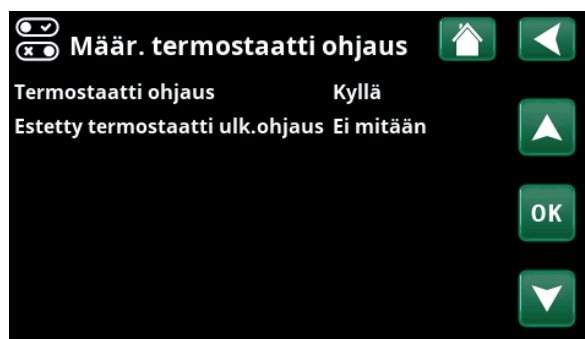 Määr. termostaatti ohjaus
Termostaatti ohjaus Kyllä
Estetty termostaatti ulk.ohjaus Ei mitään
OK